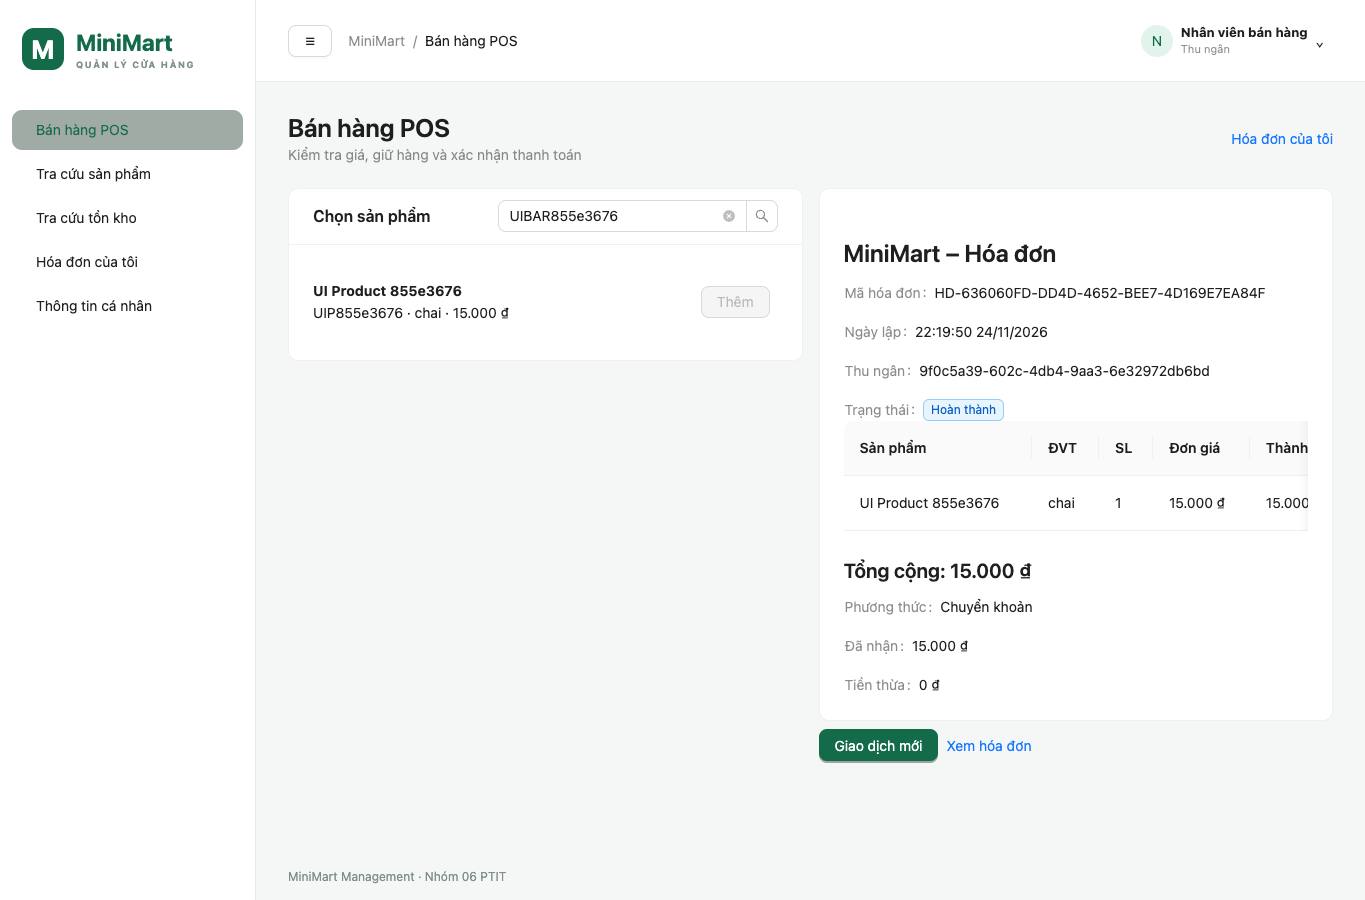 M
MiniMart
QUẢN LÝ CỬA HÀNG
Bán hàng POS
Tra cứu sản phẩm
Tra cứu tồn kho
Hóa đơn của tôi
Thông tin cá nhân
≡
MiniMart / Bán hàng POS
N
Nhân viên bán hàng
Thu ngân
Bán hàng POS
Kiểm tra giá, giữ hàng và xác nhận thanh toán
Hóa đơn của tôi
Chọn sản phẩm
UIBAR855e3676
UI Product 855e3676
UIP855e3676 · chai · 15.000 ₫
Thêm
MiniMart – Hóa đơn
Mã hóa đơn: HD-636060FD-DD4D-4652-BEE7-4D169E7EA84F
Ngày lập: 22:19:50 24/11/2026
Thu ngân: 9f0c5a39-602c-4db4-9aa3-6e32972db6bd
Trạng thái: Hoàn thành
Sản phẩm ĐVT SL Đơn giá Thành
UI Product 855e3676 chai 1 15.000 ₫ 15.000
Tổng cộng: 15.000 ₫
Phương thức: Chuyển khoản
Đã nhận: 15.000 ₫
Tiền thừa: 0 ₫
Giao dịch mới
Xem hóa đơn
MiniMart Management · Nhóm 06 PTIT